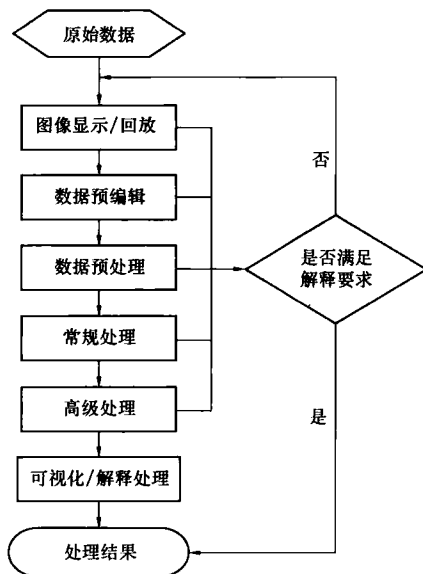 原始数据
图像显示/回放
否
数据预编辑
数据预处理
是否满足
解释要求
常规处理
高级处理
是
可视化/解释处理
处理结果